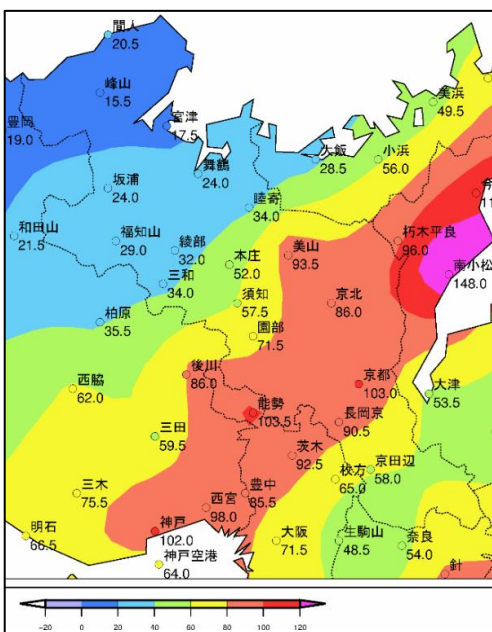 間人
20.5
峰山
15.5
豊岡
19.0
宮津
17.5
舞鶴
24.0
大飯
28.5
小浜
56.0
美浜
49.5
今
11
坂浦
24.0
睦寄
34.0
和田山
21.5
福知山
29.0
綾部
32.0
三和
34.0
本庄
52.0
美山
93.5
朽木平良
96.0
南小松
148.0
須知
57.5
京北
86.0
柏原
35.5
園部
71.5
後川
86.0
西脇
62.0
京都
103.0
大津
53.5
能勢
103.5
長岡京
90.5
三田
59.5
茨木
92.5
枚方
65.0
京田辺
58.0
三木
75.5
西宮
98.0
豊中
85.5
明石
66.5
神戸
102.0
大阪
71.5
生駒山
48.5
奈良
54.0
神戸空港
64.0
針
-20 0 20 40 60 80 100 120